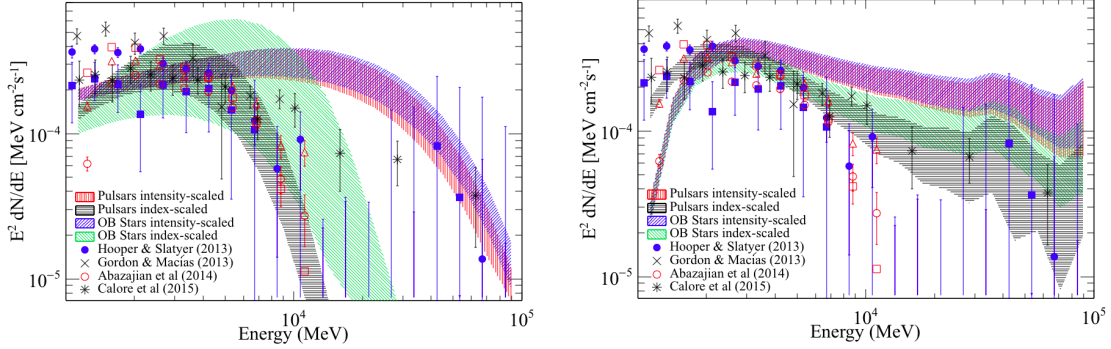 E² dN/dE [MeV cm⁻²s⁻¹]
10⁻⁴
10⁻⁵
Pulsars intensity-scaled
Pulsars index-scaled
OB Stars intensity-scaled
OB Stars index-scaled
Hooper & Slatyer (2013)
Gordon & Macías (2013)
Abazajian et al (2014)
Calore et al (2015)
10⁴
10⁵
Energy (MeV)
E² dN/dE [MeV cm⁻²s⁻¹]
10⁻⁴
10⁻⁵
Pulsars intensity-scaled
Pulsars index-scaled
OB Stars intensity-scaled
OB Stars index-scaled
Hooper & Slatyer (2013)
Gordon & Macías (2013)
Abazajian et al (2014)
Calore et al (2015)
10⁴
10⁵
Energy (MeV)